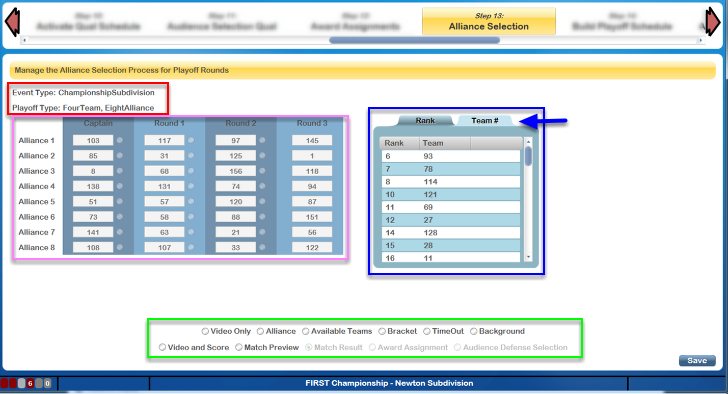 Step 10: Step 11: Step 12: Step 13: Step 14:
Activate Qual Schedule Audience Selection Qual Award Assignments Alliance Selection Build Playoff Schedule
Manage the Alliance Selection Process for Playoff Rounds
Event Type: ChampionshipSubdivision
Playoff Type: FourTeam, EightAlliance
Captain Round 1 Round 2 Round 3
Alliance 1 103 117 97 145
Alliance 2 85 31 125 1
Alliance 3 8 68 156 118
Alliance 4 138 131 74 94
Alliance 5 51 57 120 87
Alliance 6 73 58 88 151
Alliance 7 141 63 21 56
Alliance 8 108 107 33 122
Rank Team #
Rank Team
6 93
7 78
8 114
10 121
11 69
12 27
14 128
15 28
16 11
Video Only Alliance Available Teams Bracket TimeOut Background
Video and Score Match Preview Match Result Award Assignment Audience Defense Selection
Save
6 0 FIRST Championship - Newton Subdivision